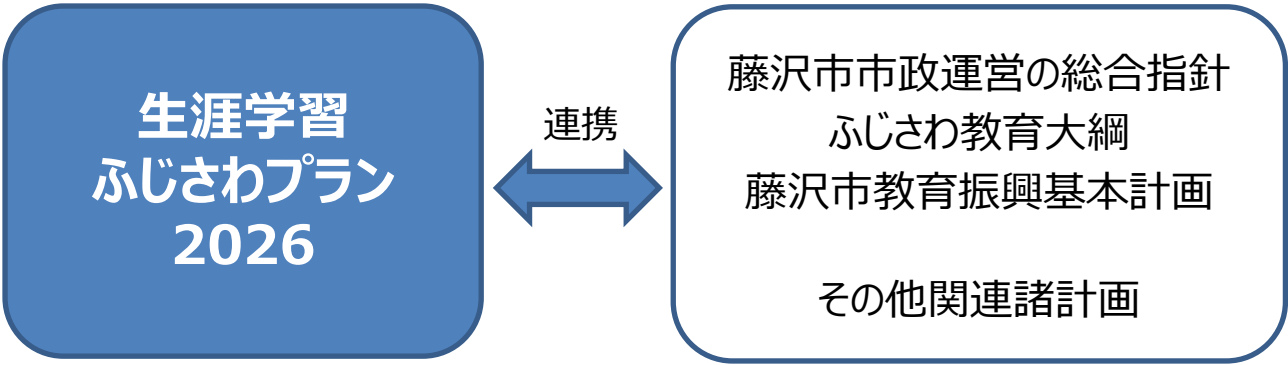 生涯学習
ふじさわプラン
2026
連携
藤沢市市政運営の総合指針
ふじさわ教育大綱
藤沢市教育振興基本計画
その他関連諸計画